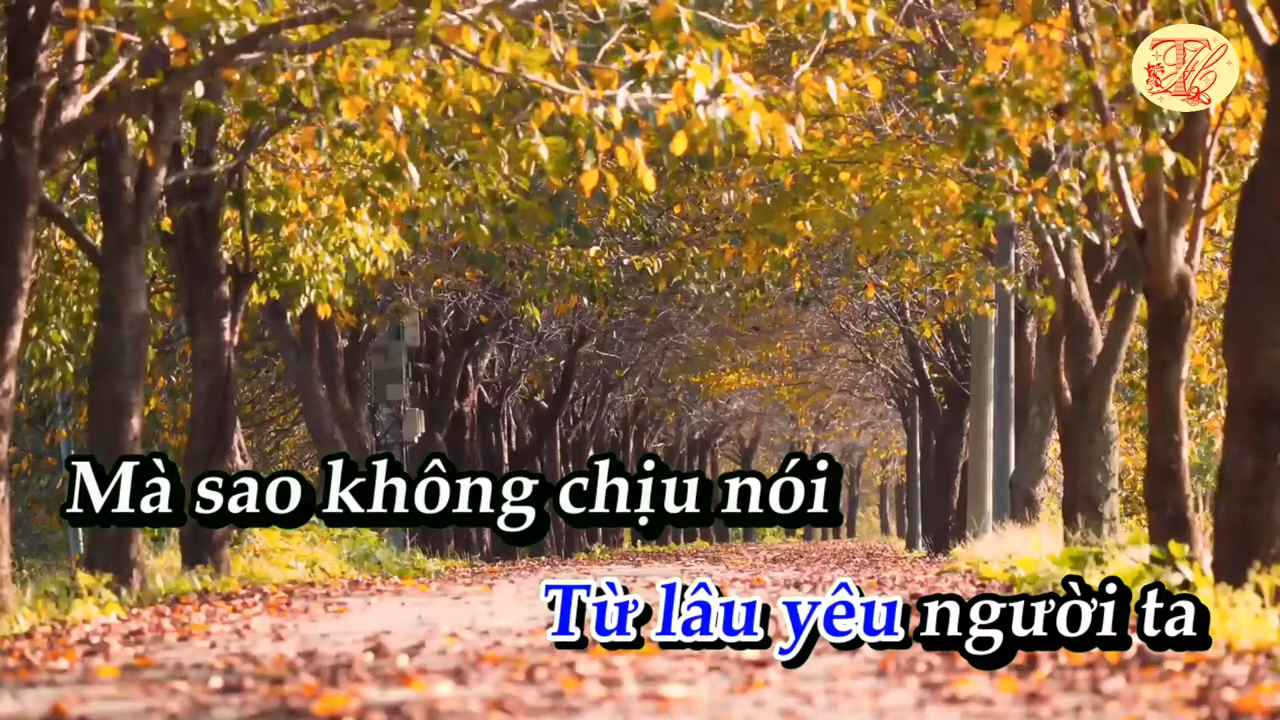 Mà sao không chịu nói
Từ lâu yêu người ta